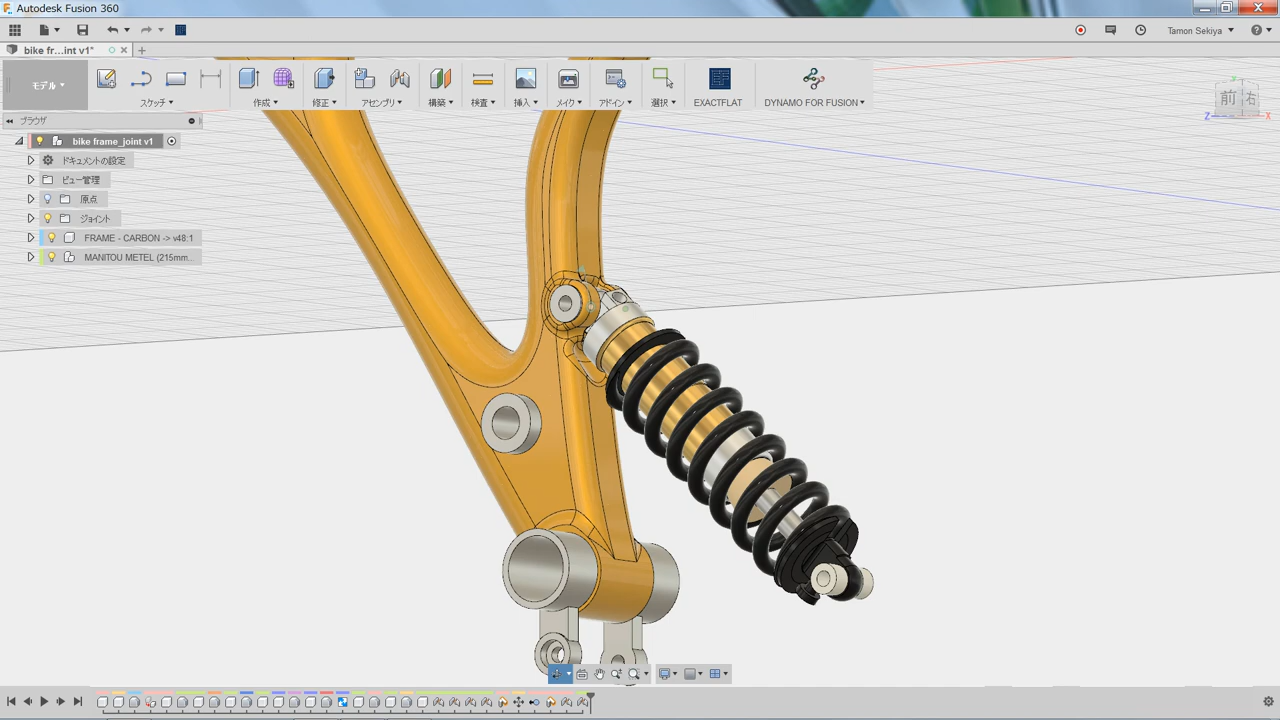 Autodesk Fusion 360
Tamon Sekiya
bike fr...int v1*
モデル
スケッチ
作成
修正
アセンブリ
構築
検査
挿入
メイク
アドイン
選択
EXACTFLAT
DYNAMO FOR FUSION
前
右
Z
X
ブラウザ
bike frame_joint v1
ドキュメントの設定
ビュー管理
原点
ジョイント
FRAME - CARBON -> v48:1
MANITOU METEL (215mm...